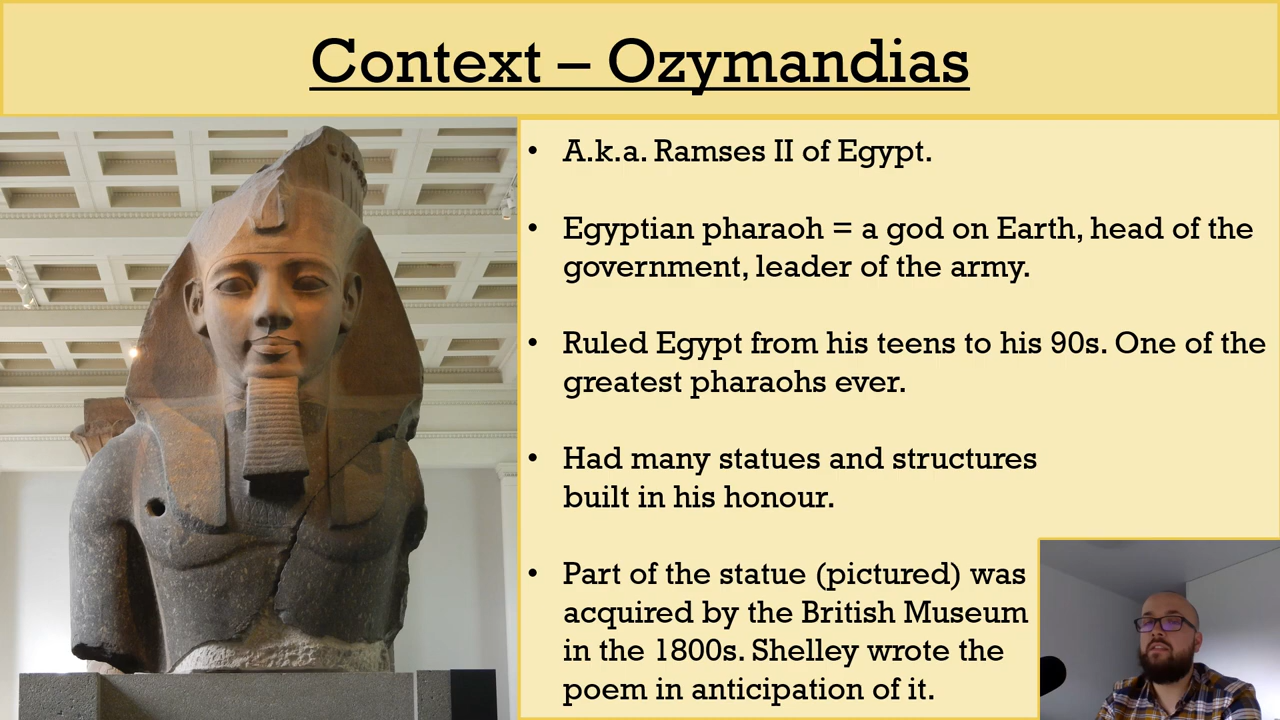 Context – Ozymandias
• A.k.a. Ramses II of Egypt.
• Egyptian pharaoh = a god on Earth, head of the
government, leader of the army.
• Ruled Egypt from his teens to his 90s. One of the
greatest pharaohs ever.
• Had many statues and structures
built in his honour.
• Part of the statue (pictured) was
acquired by the British Museum
in the 1800s. Shelley wrote the
poem in anticipation of it.